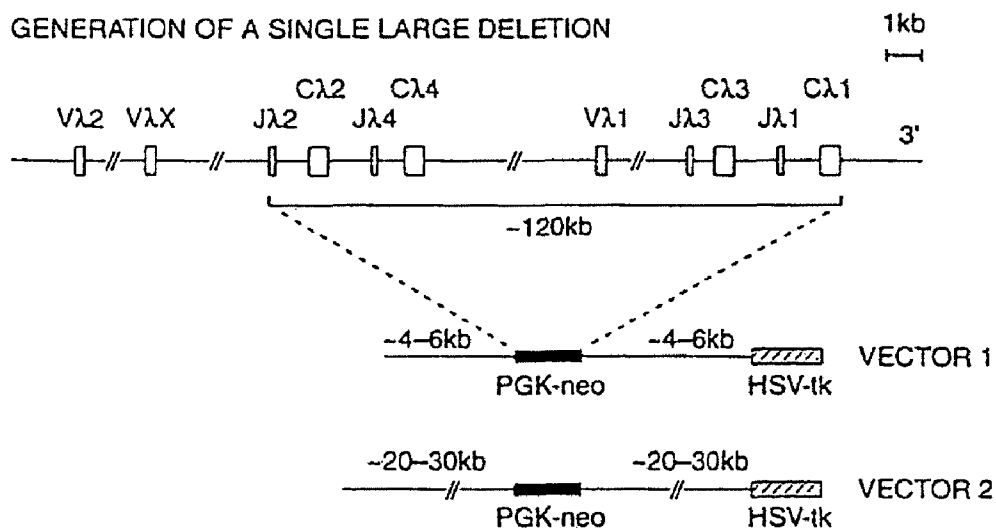 GENERATION OF A SINGLE LARGE DELETION
1kb
Cλ2 Cλ4 Cλ3 Cλ1
Vλ2 VλX Jλ2 Jλ4 Vλ1 Jλ3 Jλ1
3'
~120kb
~4–6kb ~4–6kb
VECTOR 1
PGK-neo HSV-tk
~20–30kb ~20–30kb
VECTOR 2
PGK-neo HSV-tk